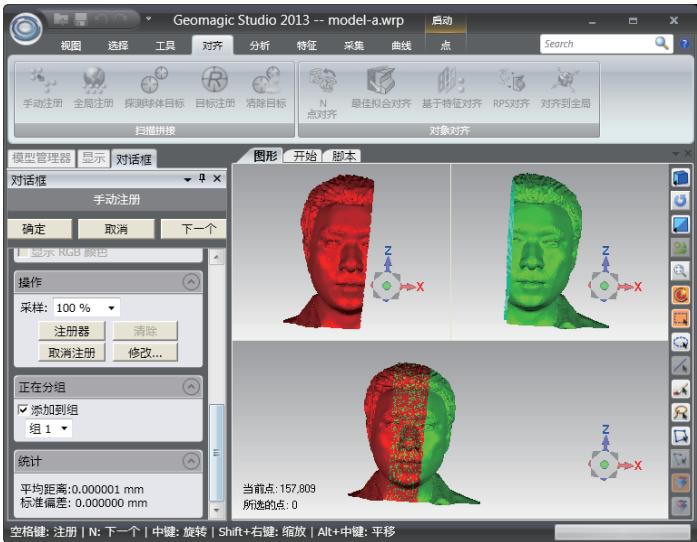 Geomagic Studio 2013 -- model-a.wrp
启动
视图 选择 工具 对齐 分析 特征 采集 曲线 点
Search
手动注册 全局注册 探测球体目标 目标注册 清除目标
N
点对齐
最佳拟合对齐 基于特征对齐 RPS对齐 对齐到全局
扫描拼接 对象对齐
模型管理器 显示 对话框
图形 开始 脚本
对话框
手动注册
确定 取消 下一个
显示 RGB 颜色
操作
采样: 100 %
注册器 清除
取消注册 修改...
正在分组
添加到组
组 1
统计
平均距离:0.000001 mm
标准偏差: 0.000000 mm
Z
X
Z
X
Z
X
当前点: 157,809
所选的点: 0
空格键: 注册 | N: 下一个 | 中键: 旋转 | Shift+右键: 缩放 | Alt+中键: 平移